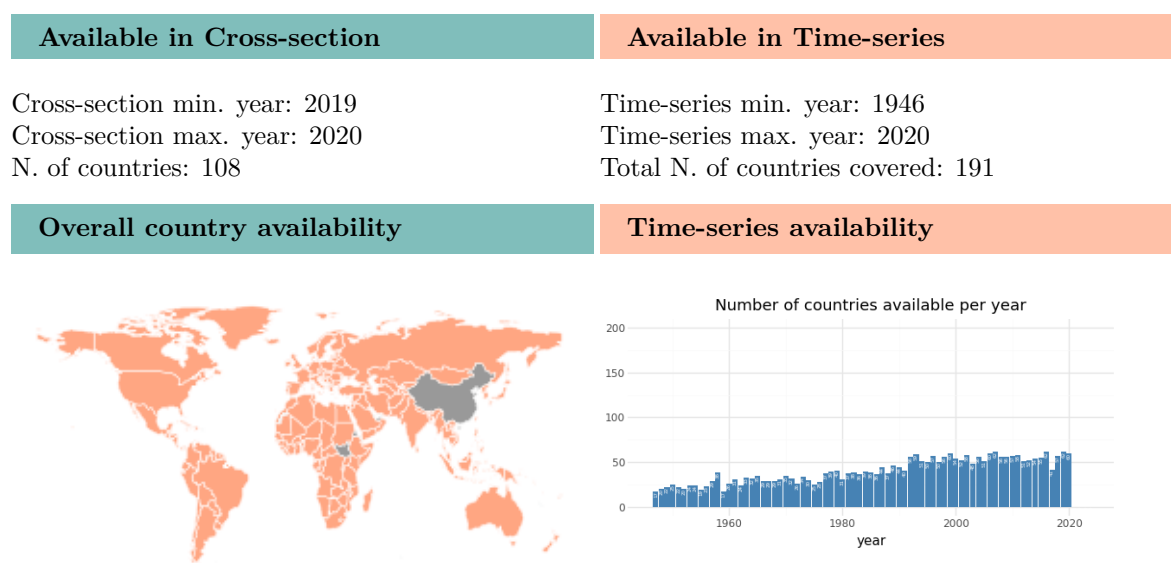 Available in Cross-section
Cross-section min. year: 2019
Cross-section max. year: 2020
N. of countries: 108
Available in Time-series
Time-series min. year: 1946
Time-series max. year: 2020
Total N. of countries covered: 191
Overall country availability
Time-series availability
Number of countries available per year
200
150
100
50
0
1960 1980 2000 2020
year